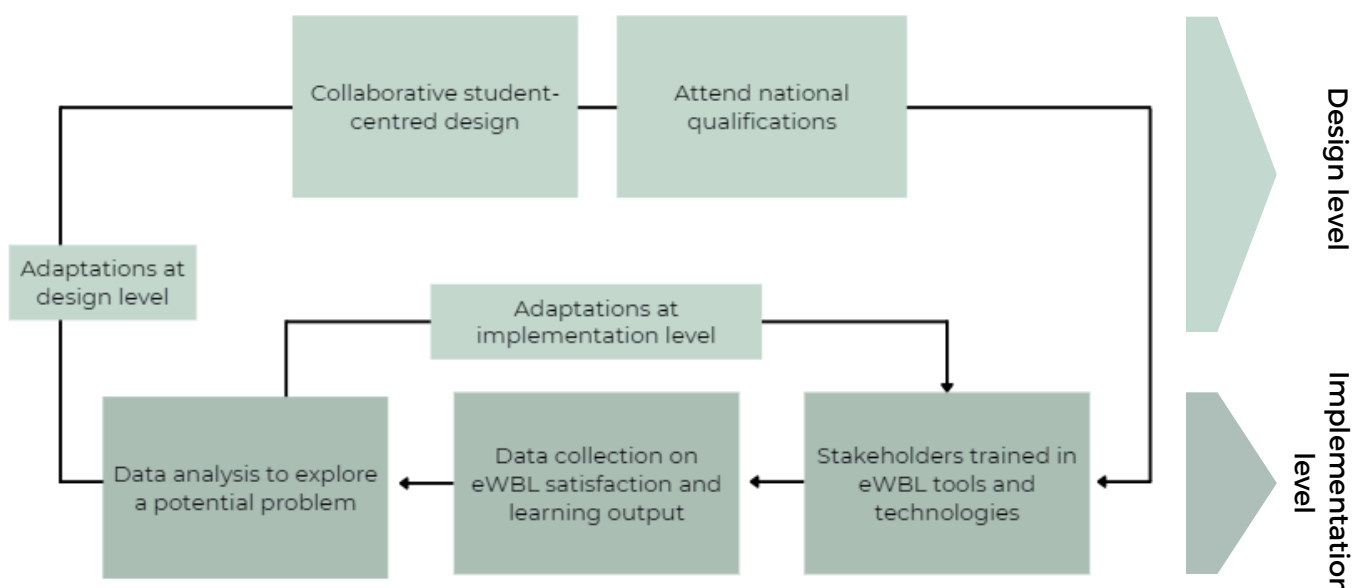 Collaborative student-
centred design
Attend national
qualifications
Design level
Adaptations at
design level
Adaptations at
implementation level
Data analysis to explore
a potential problem
Data collection on
eWBL satisfaction and
learning output
Stakeholders trained in
eWBL tools and
technologies
Implementation
level